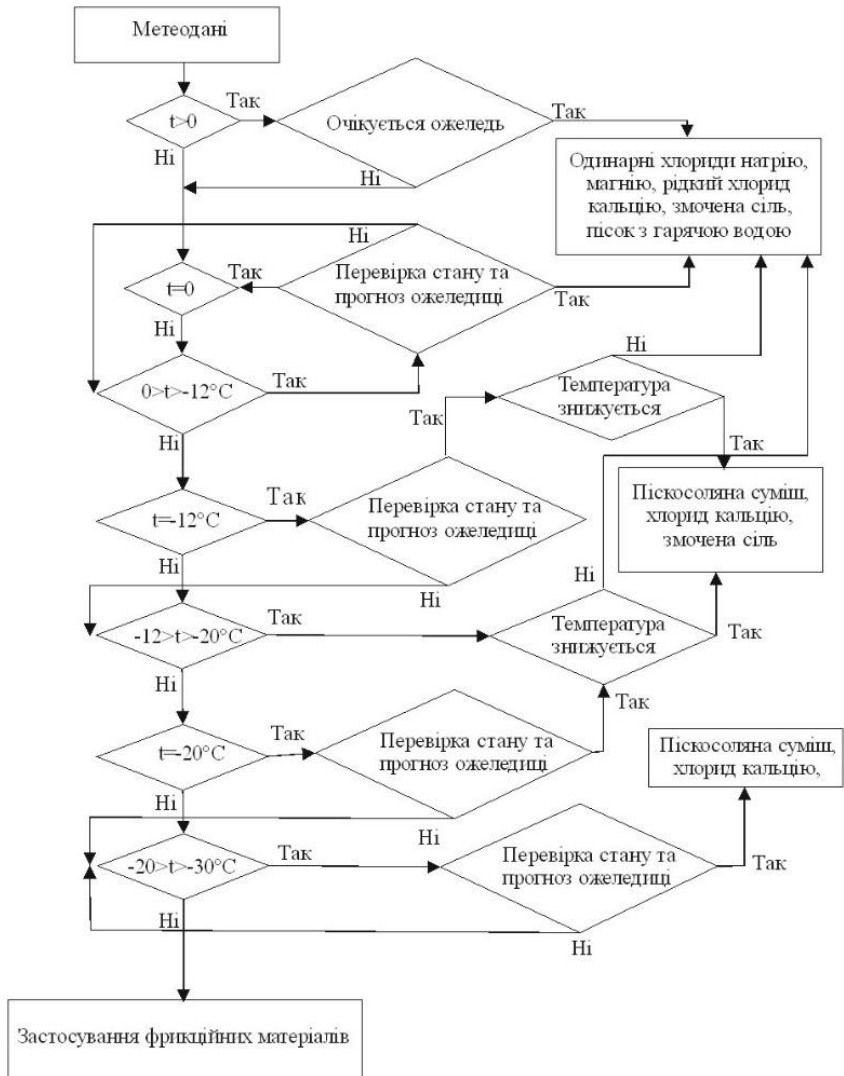 Метеодані
t>0
Так
Очікується ожеледь
Так
Ні
Ні
Одинарні хлориди натрію,
магнію, рідкий хлорид
кальцію, змочена сіль,
пісок з гарячою водою
Ні
t=0
Так
Перевірка стану та
прогноз ожеледиці
Так
Ні
Ні
0>t>-12°C
Так
Температура
знижується
Так
Так
Ні
t=-12°C
Так
Перевірка стану та
прогноз ожеледиці
Піскосоляна суміш,
хлорид кальцію,
змочена сіль
Ні
Ні
Ні
-12>t>-20°C
Так
Температура
знижується
Так
Ні
Так
t=-20°C
Так
Перевірка стану та
прогноз ожеледиці
Піскосоляна суміш,
хлорид кальцію,
Ні
Ні
-20>t>-30°C
Так
Перевірка стану та
прогноз ожеледиці
Так
Ні
Ні
Застосування фрикційних матеріалів